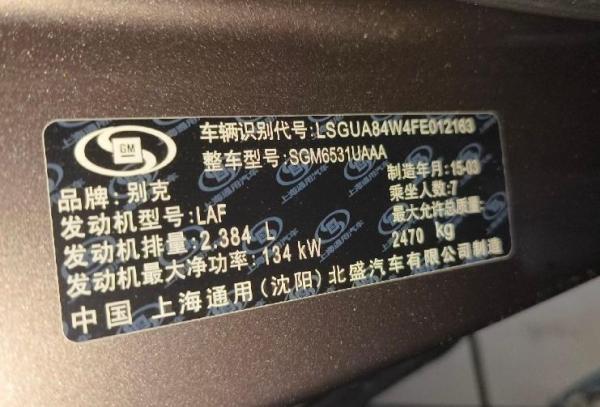 GM
车辆识别代号:LSGUA84W4FE012163
整车型号:SGM6531UAAA
品牌:别克
制造年月:15-03
发动机型号:LAF
乘坐人数:7
发动机排量:2.384 L
最大允许总质量:
2470 kg
发动机最大净功率:134 kW
中国 上海通用(沈阳)北盛汽车有限公司制造